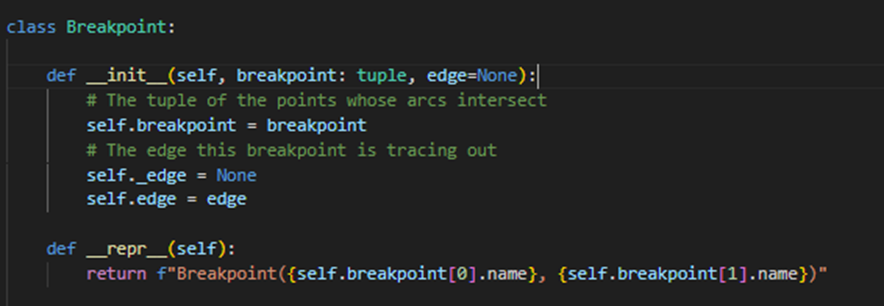 class Breakpoint:
    def __init__(self, breakpoint: tuple, edge=None):
        # The tuple of the points whose arcs intersect
        self.breakpoint = breakpoint
        # The edge this breakpoint is tracing out
        self._edge = None
        self.edge = edge
    def __repr__(self):
        return f"Breakpoint({self.breakpoint[0].name}, {self.breakpoint[1].name})"